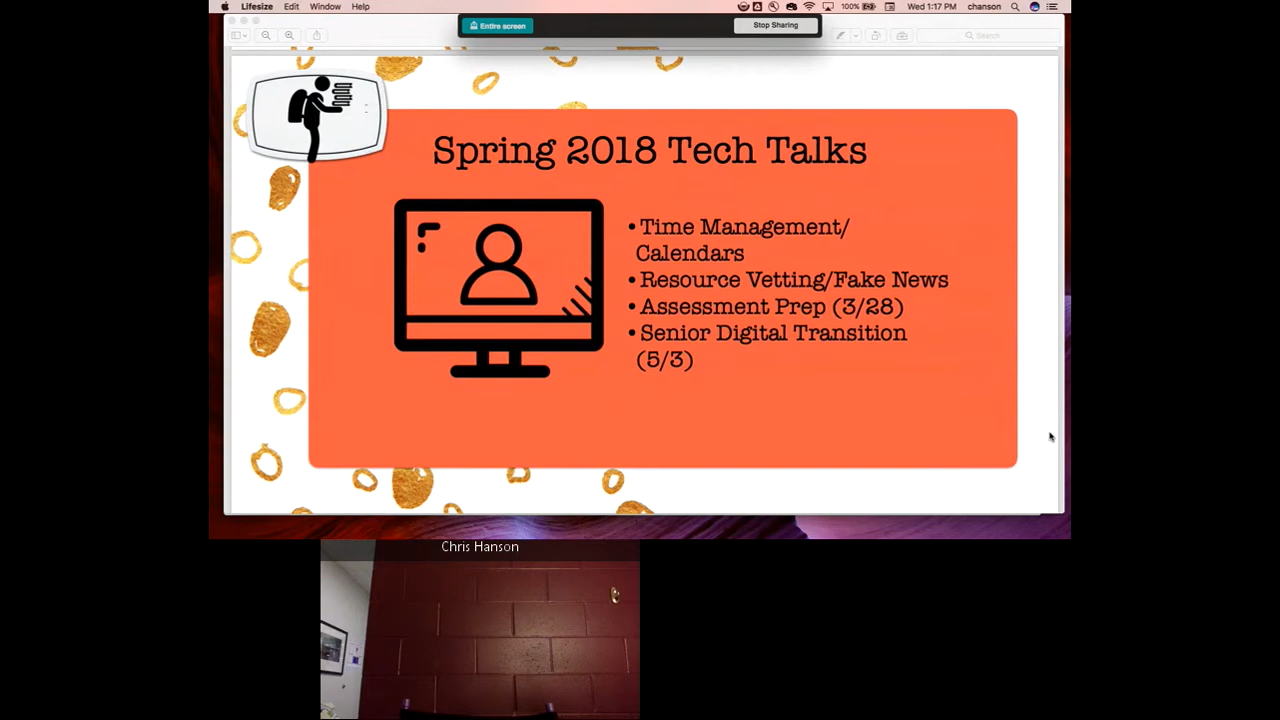 Lifesize Edit Window Help
100% Wed 1:17 PM chanson
Entire screen
Stop Sharing
Search
Spring 2018 Tech Talks
• Time Management/
Calendars
• Resource Vetting/Fake News
• Assessment Prep (3/28)
• Senior Digital Transition
(5/3)
Chris Hanson